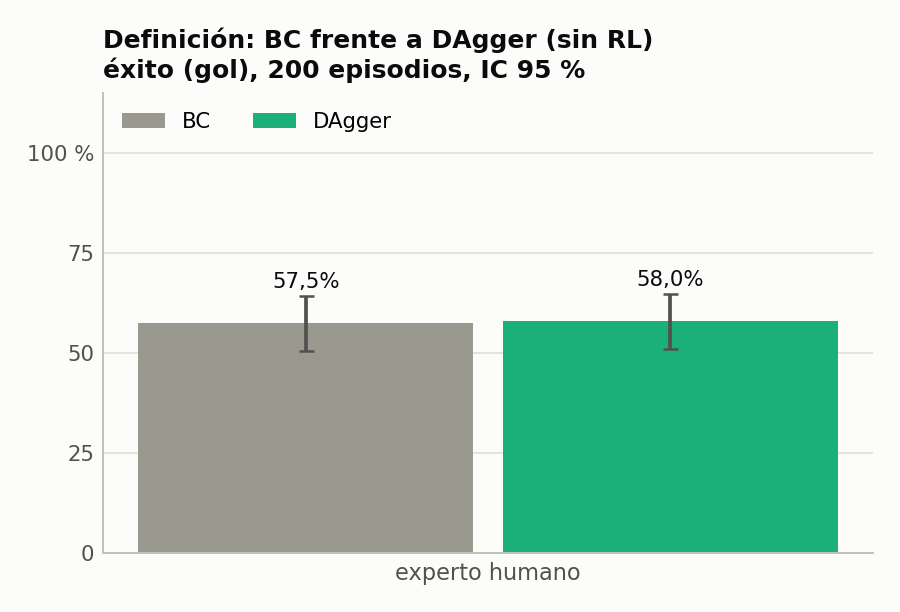 Definición: BC frente a DAgger (sin RL)
éxito (gol), 200 episodios, IC 95 %
BC
DAgger
100 %
75
50
25
0
57,5%
58,0%
experto humano